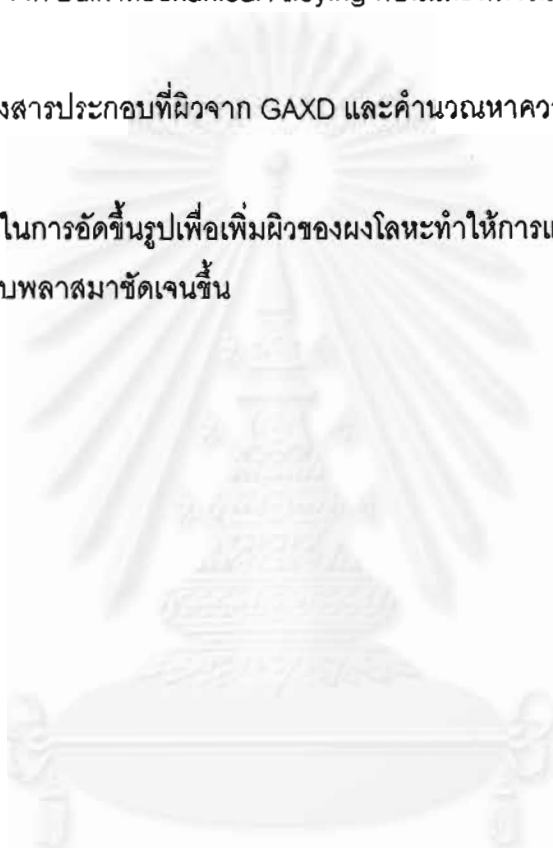 Mechanical Alloying
งสารประกอบที่ผิวจาก GAXD และคำนวณหาคว
ในการอัดขึ้นรูปเพื่อเพิ่มผิวของผงโลหะทำให้การแ
บพลาสมาชัดเจนขึ้น